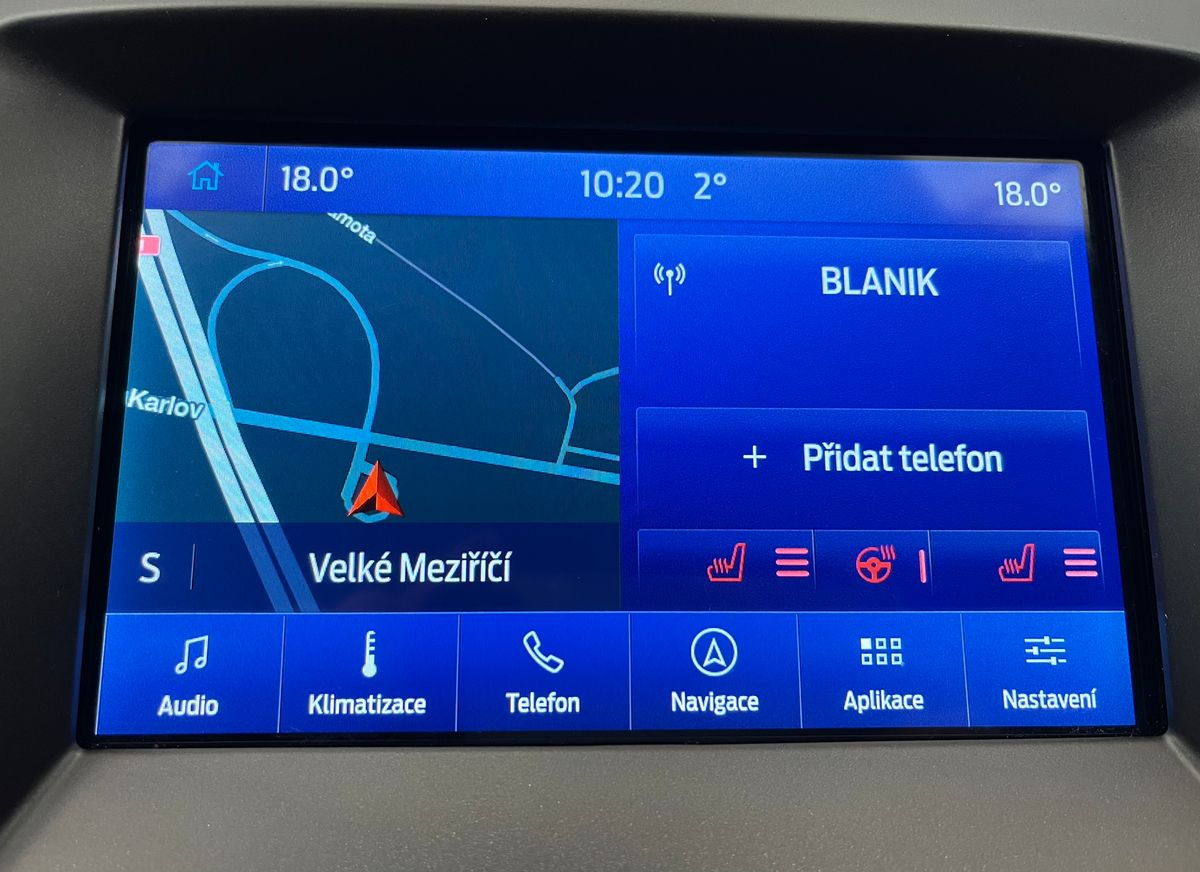 18.0°
10:20 2°
18.0°
Karlov
BLANIK
+ Přidat telefon
S
Velké Meziříčí
Audio
Klimatizace
Telefon
Navigace
Aplikace
Nastavení